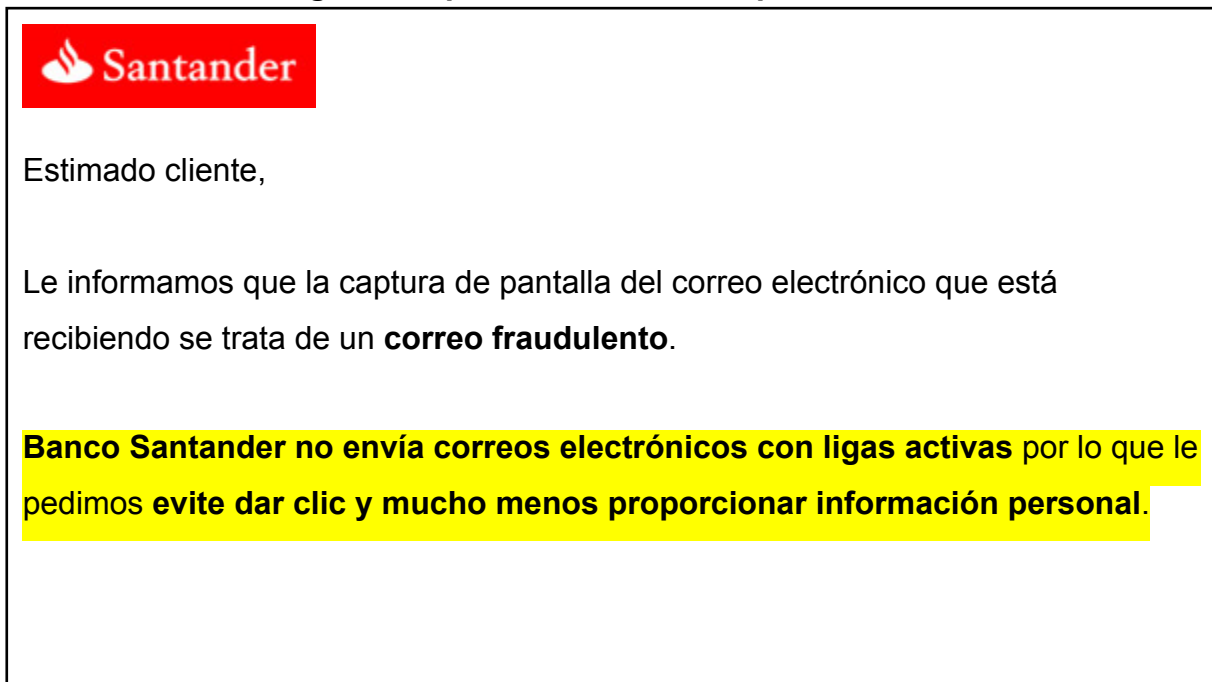 Santander
Estimado cliente,
Le informamos que la captura de pantalla del correo electrónico que está
recibiendo se trata de un correo fraudulento.
Banco Santander no envía correos electrónicos con ligas activas por lo que le
pedimos evite dar clic y mucho menos proporcionar información personal.